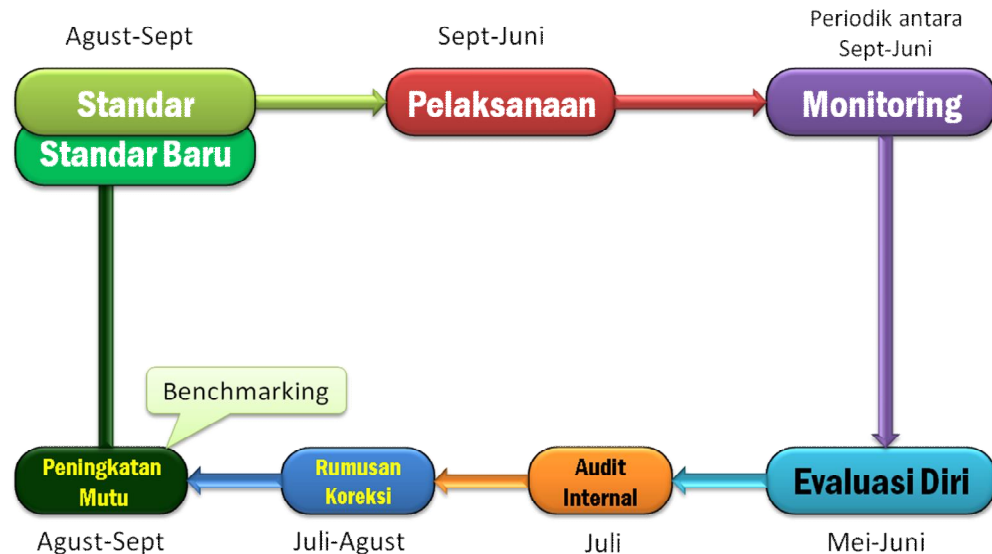 Agust-Sept
Sept-Juni
Periodik antara
Sept-Juni
Standar
Pelaksanaan
Monitoring
Standar Baru
Benchmarking
Peningkatan
Mutu
Rumusan
Koreksi
Audit
Internal
Evaluasi Diri
Agust-Sept
Juli-Agust
Juli
Mei-Juni